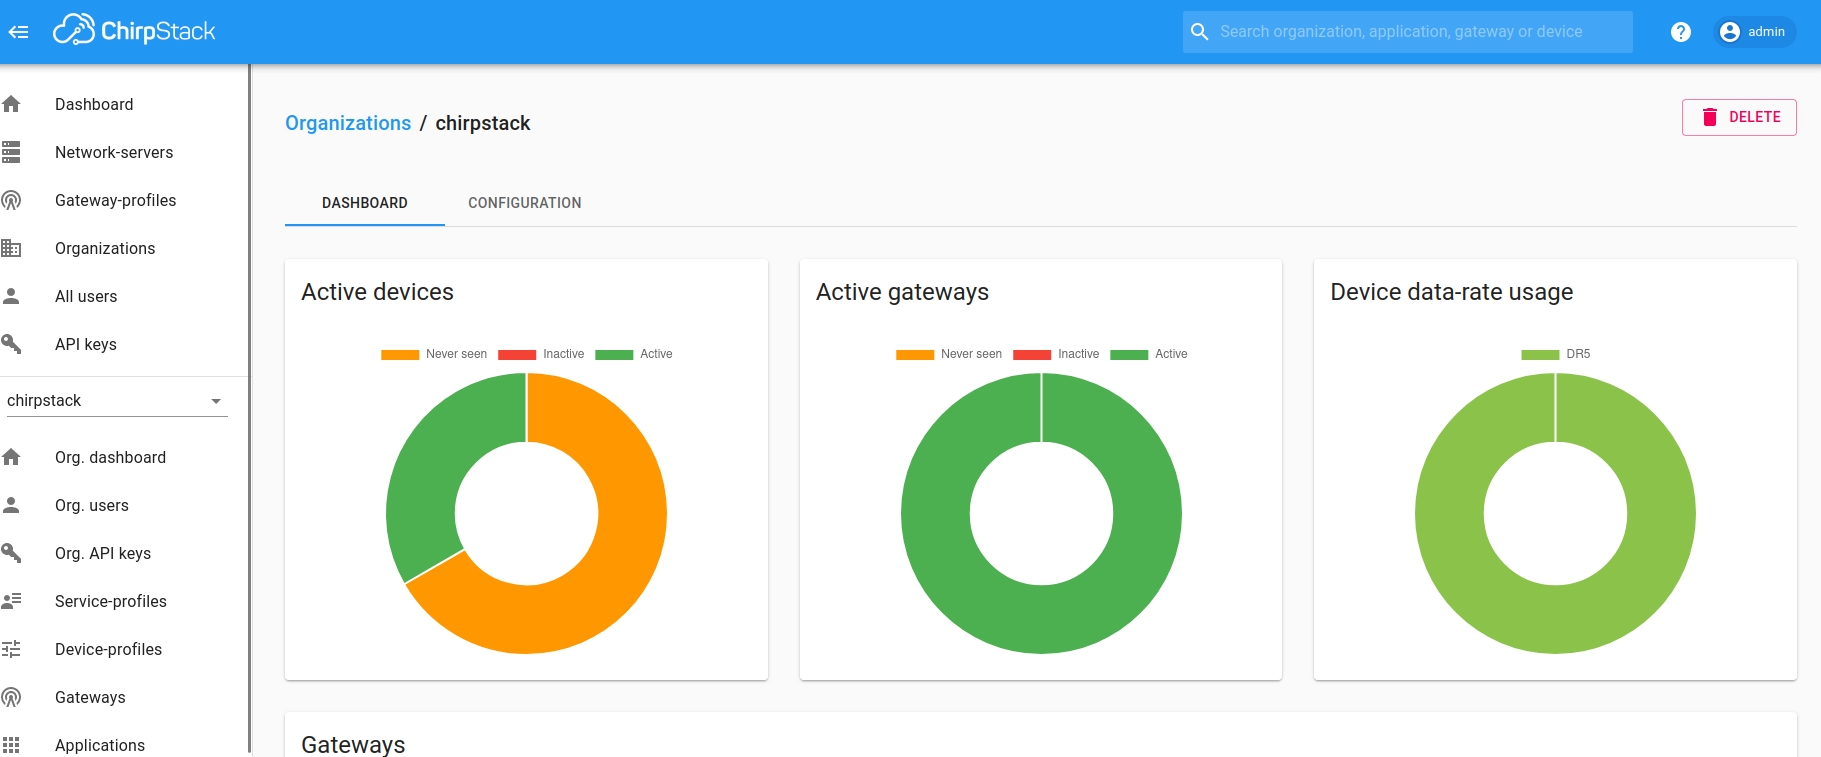 ChirpStack
Search organization, application, gateway or device
?
admin
Dashboard
Network-servers
Gateway-profiles
Organizations
All users
API keys
chirpstack
Org. dashboard
Org. users
Org. API keys
Service-profiles
Device-profiles
Gateways
Applications
Organizations / chirpstack
DELETE
DASHBOARD CONFIGURATION
Active devices
Never seen Inactive Active
Active gateways
Never seen Inactive Active
Device data-rate usage
DR5
Gateways